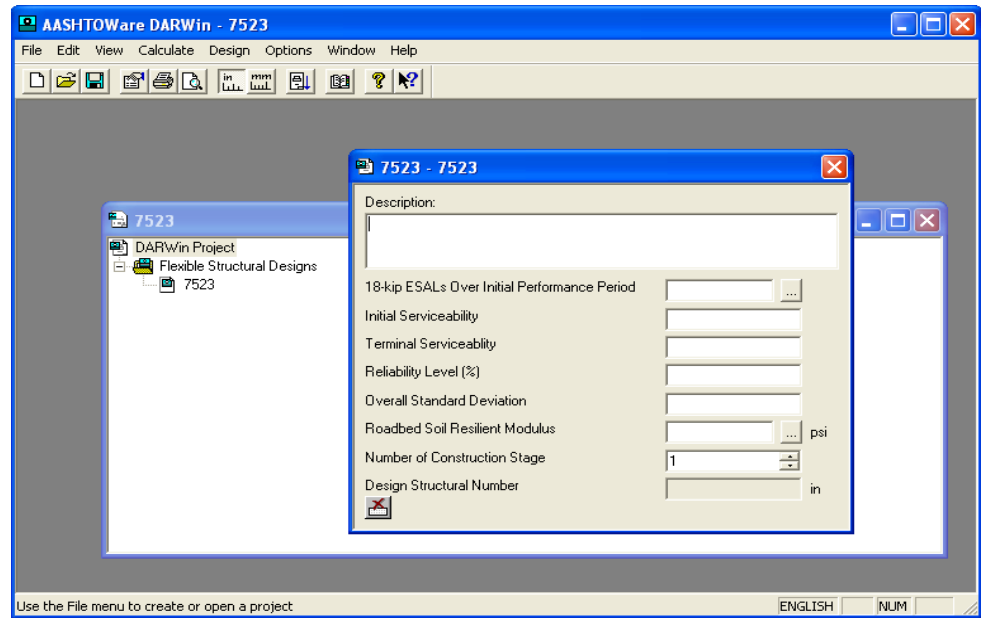 AASHTOWare DARWin - 7523
File Edit View Calculate Design Options Window Help
in mm
7523 - 7523
Description:
7523
DARWin Project
Flexible Structural Designs
7523
18-kip ESALs Over Initial Performance Period ...
Initial Serviceability
Terminal Serviceablity
Reliability Level (%)
Overall Standard Deviation
Roadbed Soil Resilient Modulus ... psi
Number of Construction Stage 1
Design Structural Number in
Use the File menu to create or open a project ENGLISH NUM